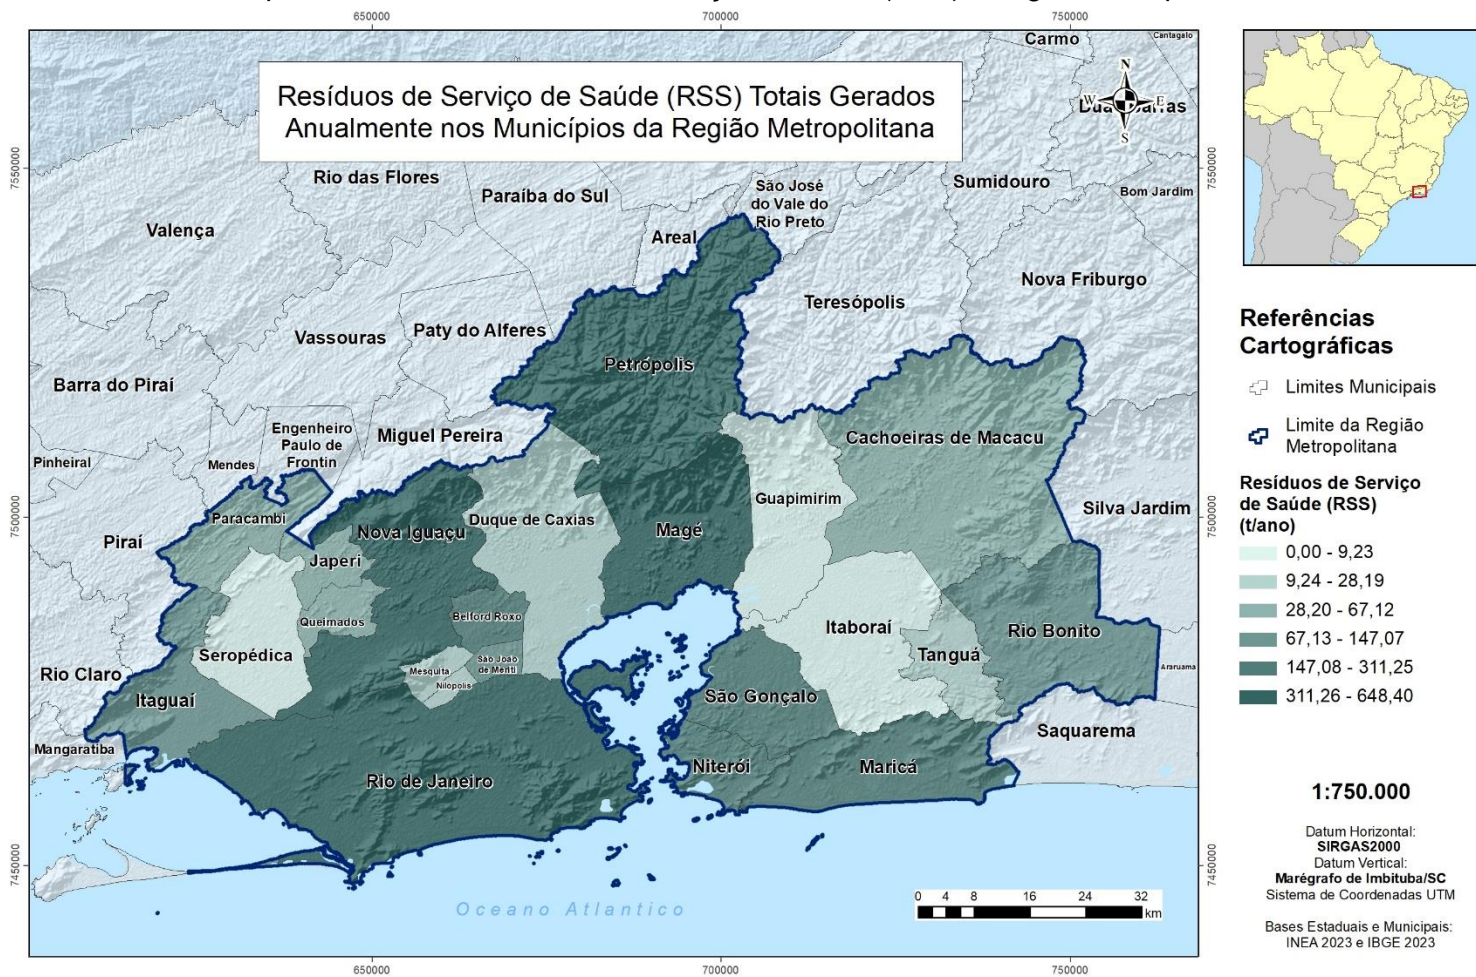 650000
700000
750000
Resíduos de Serviço de Saúde (RSS) Totais Gerados
Anualmente nos Municípios da Região Metropolitana
Carmo
Cantagalo
N
W
E
S
7550000
7550000
Rio das Flores
Paraíba do Sul
São José
do Vale do
Rio Preto
Sumidouro
Bom Jardim
Valença
Areal
Nova Friburgo
Teresópolis
Vassouras
Paty do Alferes
Petrópolis
Barra do Piraí
Engenheiro
Paulo de
Frontin
Miguel Pereira
Cachoeiras de Macacu
Pinheiral
Mendes
Guapimirim
Silva Jardim
7500000
7500000
Paracambi
Nova Iguaçu
Duque de Caxias
Magé
Piraí
Japeri
Queimados
Belford Roxo
Itaboraí
Rio Bonito
Seropédica
São João
de Meriti
Tanguá
Rio Claro
Mesquita
Nilópolis
Araruama
Itaguaí
São Gonçalo
Saquarema
Mangaratiba
Rio de Janeiro
Niterói
Maricá
7450000
7450000
Oceano Atlantico
0 4 8 16 24 32
km
650000
700000
750000
Referências
Cartográficas
Limites Municipais
Limite da Região
Metropolitana
Resíduos de Serviço
de Saúde (RSS)
(t/ano)
0,00 - 9,23
9,24 - 28,19
28,20 - 67,12
67,13 - 147,07
147,08 - 311,25
311,26 - 648,40
1:750.000
Datum Horizontal:
SIRGAS2000
Datum Vertical:
Marégrafo de Imbituba/SC
Sistema de Coordenadas UTM
Bases Estaduais e Municipais:
INEA 2023 e IBGE 2023